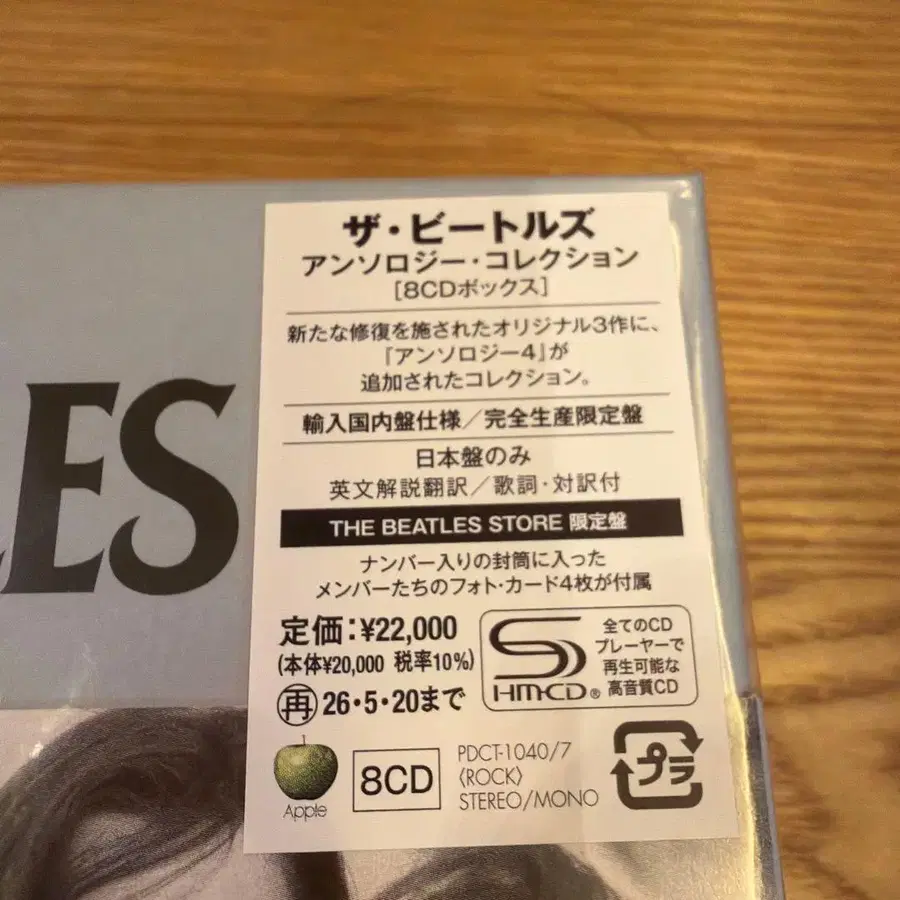 LES
ザ・ビートルズ
アンソロジー・コレクション
[8CDボックス]
新たな修復を施されたオリジナル3作に、
『アンソロジー4』が
追加されたコレクション。
輸入国内盤仕様／完全生産限定盤
日本盤のみ
英文解説翻訳／歌詞・対訳付
THE BEATLES STORE 限定盤
ナンバー入りの封筒に入った
メンバーたちのフォト・カード4枚が付属
定価:¥22,000
(本体¥20,000 税率10%)
再 26・5・20まで
SHM-CD®
全てのCD
プレーヤーで
再生可能な
高音質CD
Apple
8CD
PDCT-1040/7
〈ROCK〉
STEREO/MONO
プラ